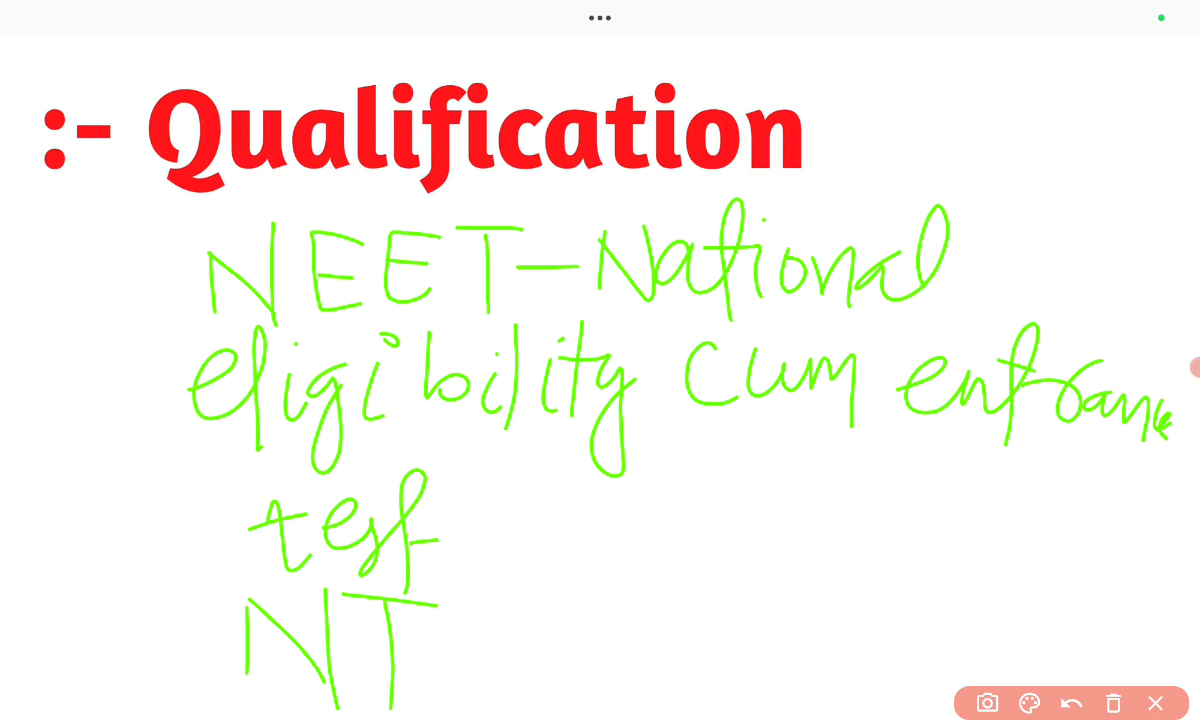 :- Qualification
NEET-National
eligibility cum entrance
test
NT